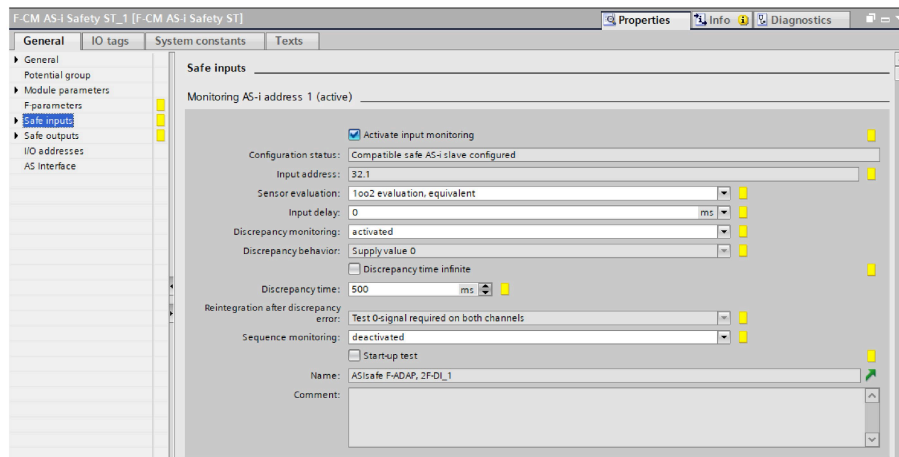 F-CM AS-i Safety ST_1 [F-CM AS-i Safety ST]
Properties
Info
Diagnostics
General
IO tags
System constants
Texts
General
Potential group
Module parameters
F-parameters
Safe inputs
Safe outputs
I/O addresses
AS Interface
Safe inputs
Monitoring AS-i address 1 (active)
Activate input monitoring
Configuration status: Compatible safe AS-i slave configured
Input address: 32.1
Sensor evaluation: 1oo2 evaluation, equivalent
Input delay: 0 ms
Discrepancy monitoring: activated
Discrepancy behavior: Supply value 0
Discrepancy time infinite
Discrepancy time: 500 ms
Reintegration after discrepancy
error: Test 0-signal required on both channels
Sequence monitoring: deactivated
Start-up test
Name: ASIsafe F-ADAP, 2F-DI_1
Comment: